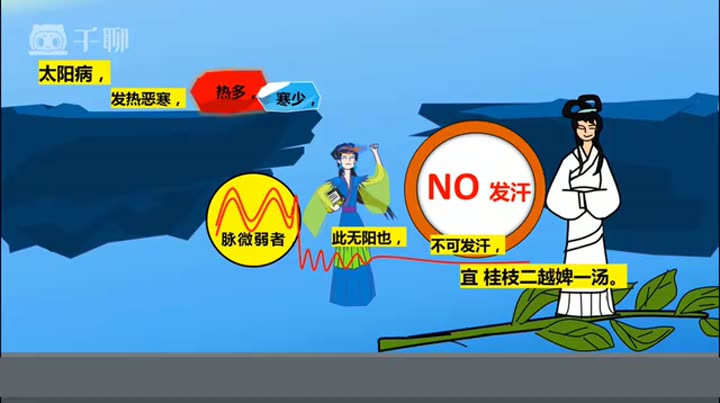 千聊
太阳病，
发热恶寒，
热多，
寒少，
脉微弱者
此无阳也，
NO 发汗
不可发汗，
宜 桂枝二越婢一汤。